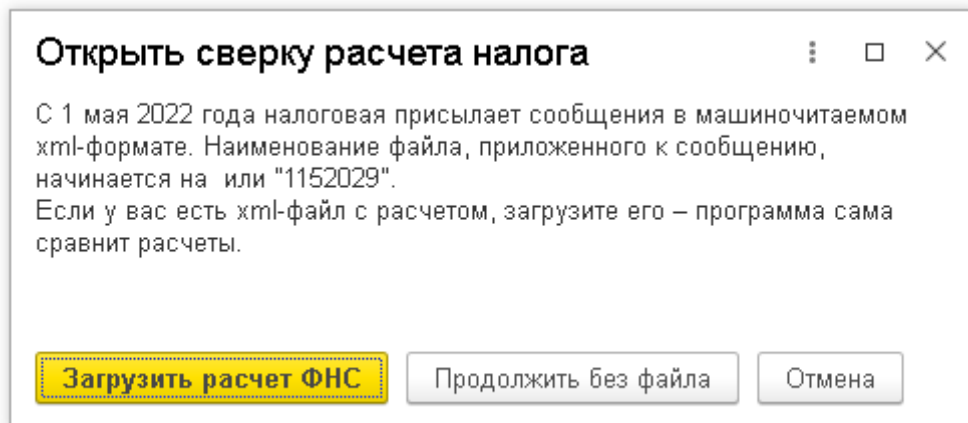 Открыть сверку расчета налога
С 1 мая 2022 года налоговая присылает сообщения в машиночитаемом
xml-формате. Наименование файла, приложенного к сообщению,
начинается на  или "1152029".
Если у вас есть xml-файл с расчетом, загрузите его – программа сама
сравнит расчеты.
Загрузить расчет ФНС
Продолжить без файла
Отмена